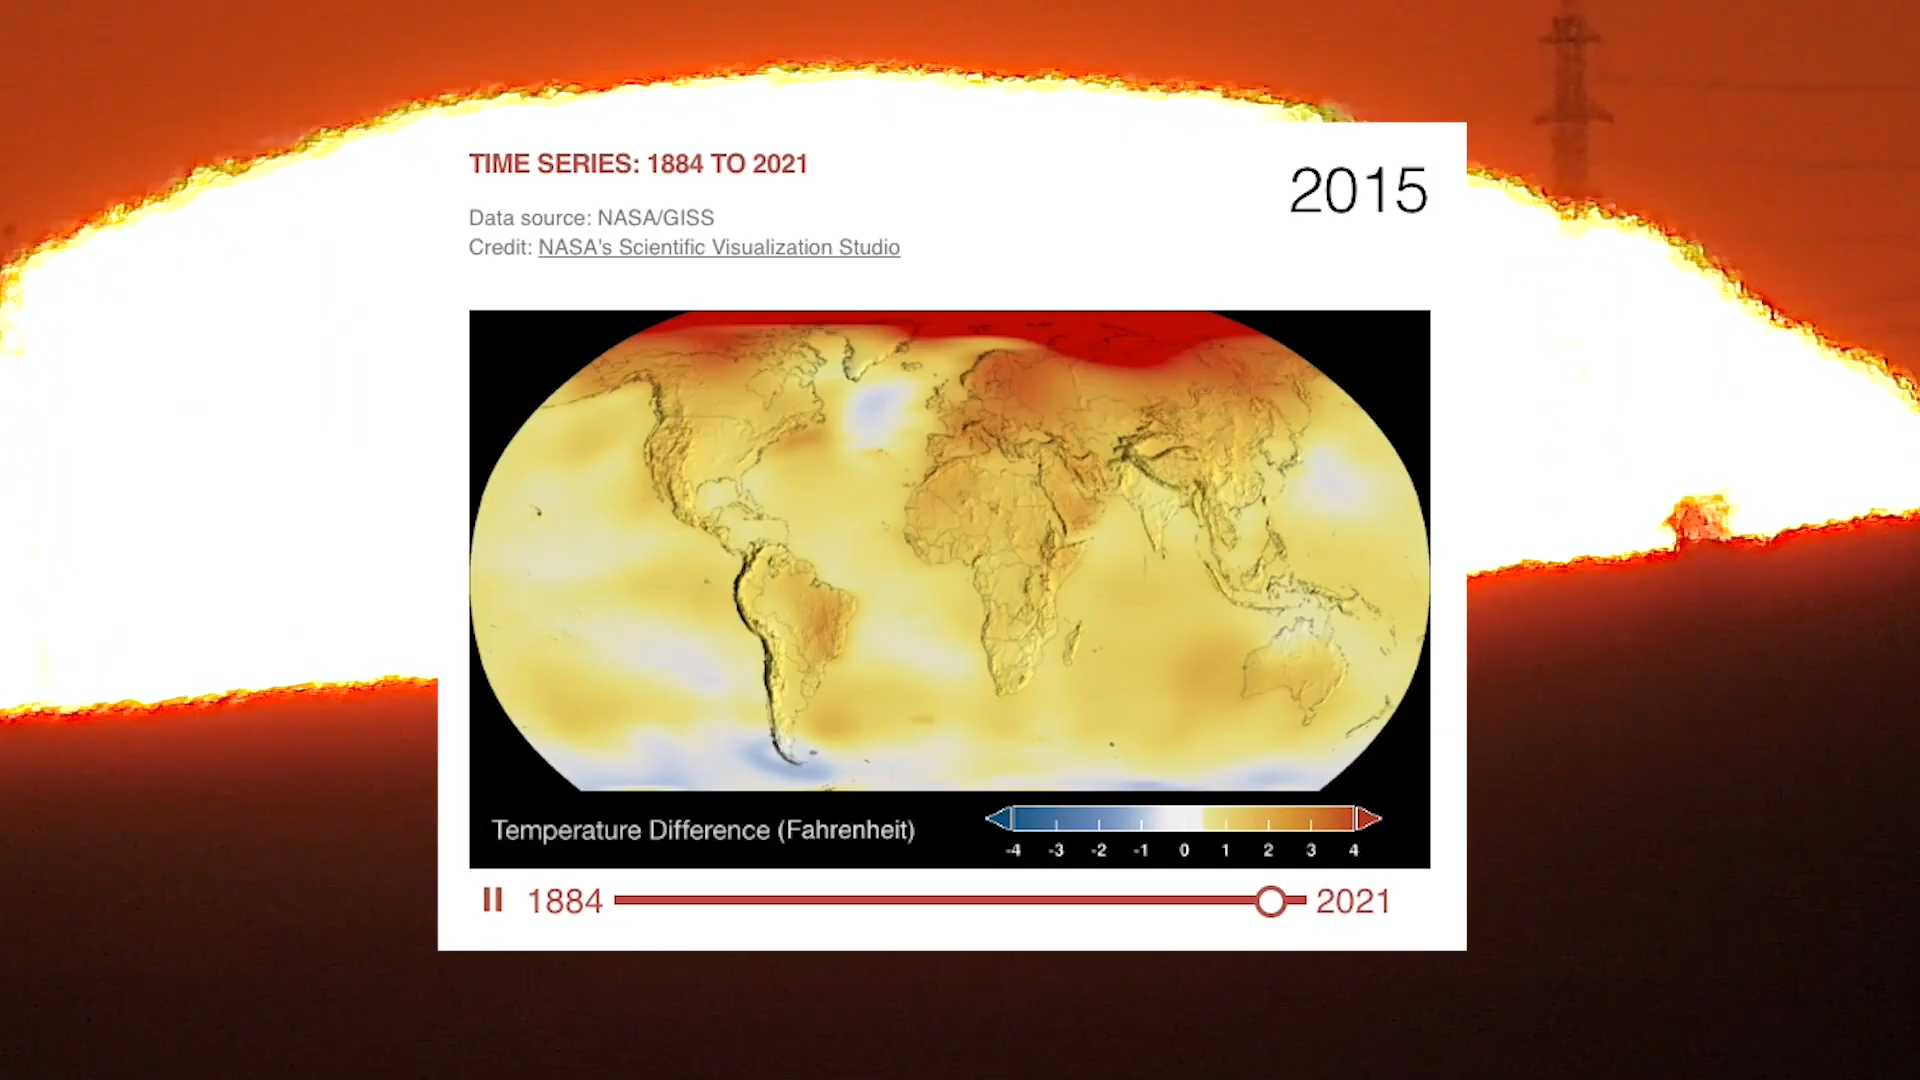 TIME SERIES: 1884 TO 2021
2015
Data source: NASA/GISS
Credit: NASA's Scientific Visualization Studio
Temperature Difference (Fahrenheit)
-4 -3 -2 -1 0 1 2 3 4
1884 2021